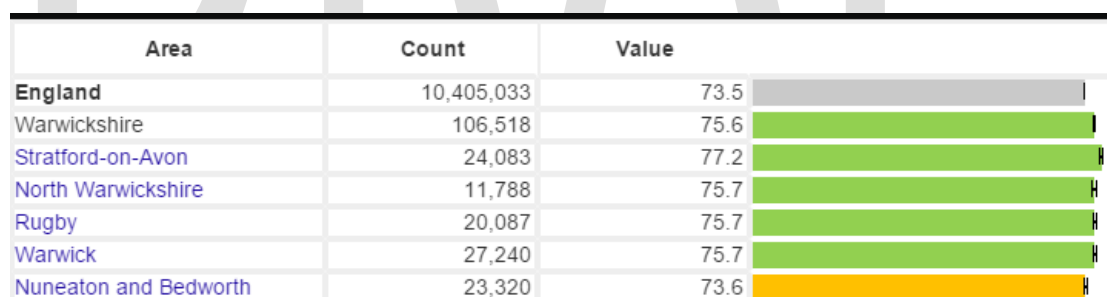 Area Count Value
England 10,405,033 73.5
Warwickshire 106,518 75.6
Stratford-on-Avon 24,083 77.2
North Warwickshire 11,788 75.7
Rugby 20,087 75.7
Warwick 27,240 75.7
Nuneaton and Bedworth 23,320 73.6